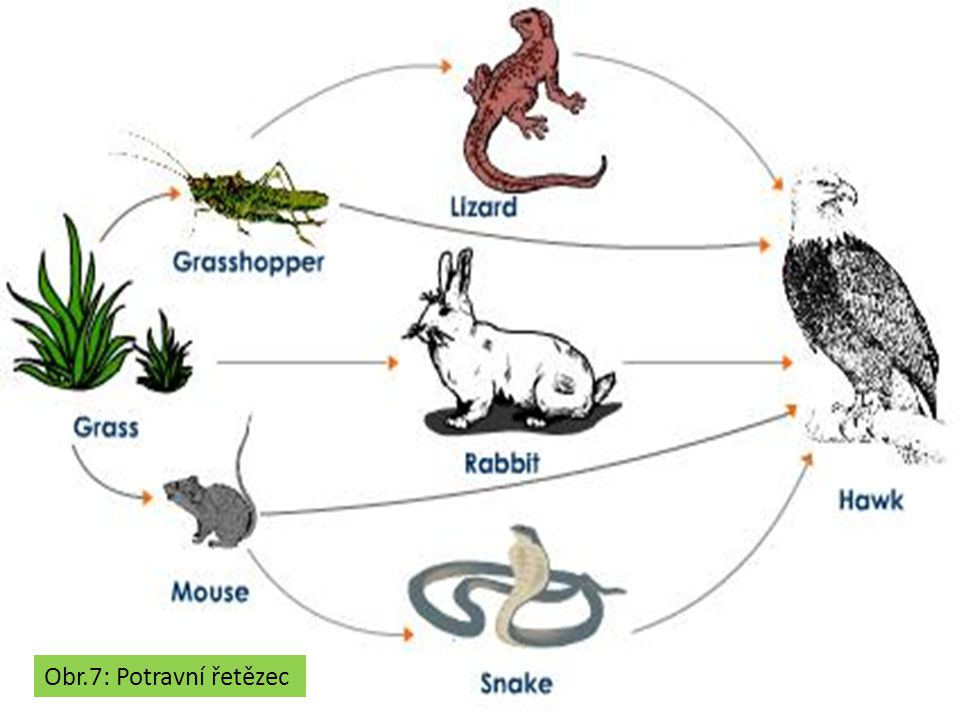 Lizard
Grasshopper
Grass
Rabbit
Hawk
Mouse
Snake
Obr.7: Potravní řetězec